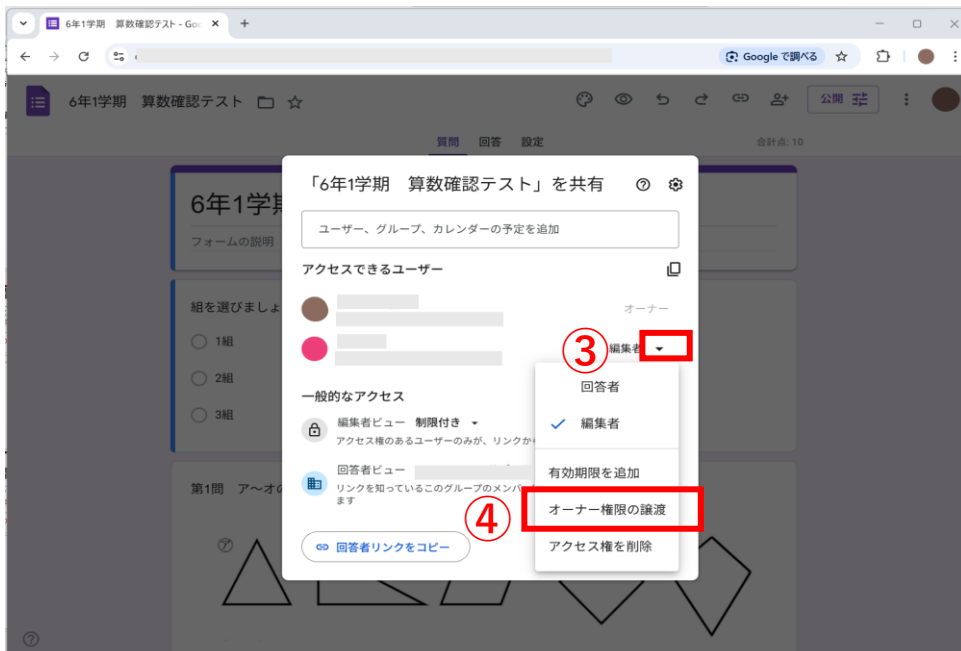 6年1学期 算数確認テスト - Goo
Google で調べる
6年1学期 算数確認テスト
公開
質問 回答 設定
合計点: 10
「6年1学期 算数確認テスト」を共有
6年1学期
ユーザー、グループ、カレンダーの予定を追加
フォームの説明
アクセスできるユーザー
オーナー
組を選びましょ
1組
③
編集者
回答者
2組
一般的なアクセス
編集者
3組
編集者ビュー 制限付き
アクセス権のあるユーザーのみが、リンクから
有効期限を追加
回答者ビュー
第1問 ア～オの
リンクを知っているこのグループのメンバー
ます
オーナー権限の譲渡
④
回答者リンクをコピー
アクセス権を削除
㋐